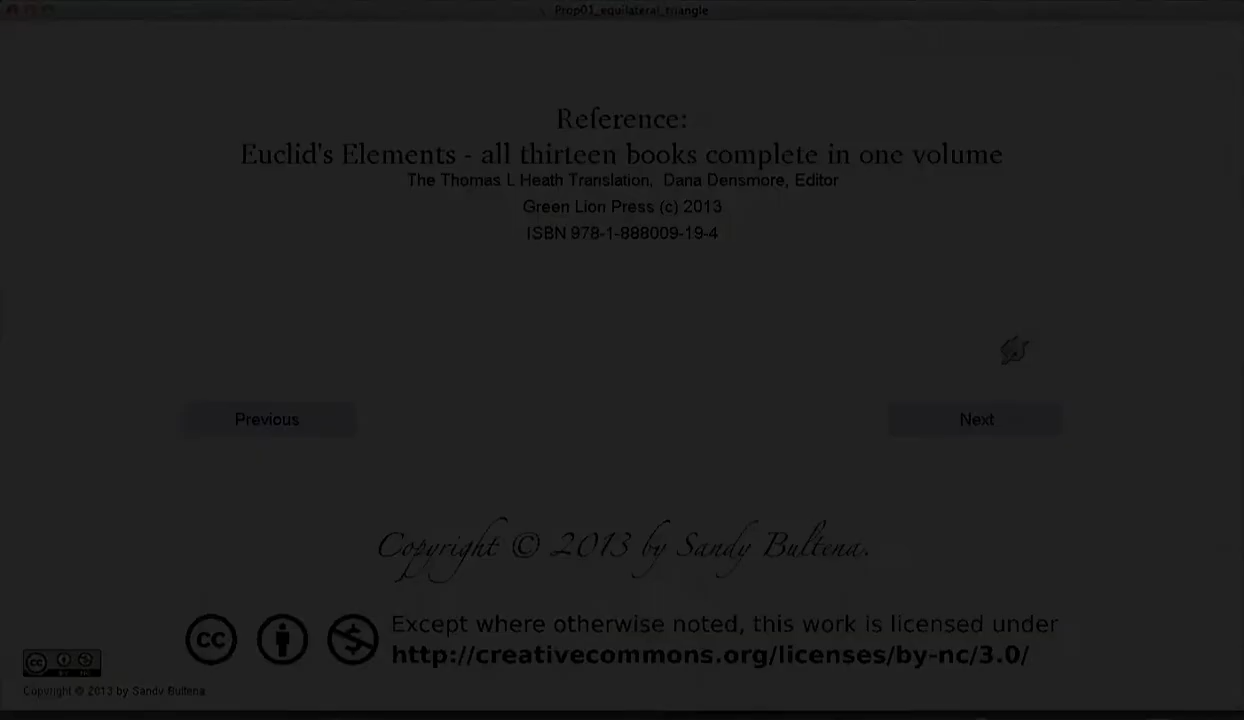 Prop01_equilateral_triangle
Reference:
Euclid's Elements - all thirteen books complete in one volume
The Thomas L Heath Translation, Dana Densmore, Editor
Green Lion Press (c) 2013
ISBN 978-1-888009-19-4
Previous
Next
Copyright © 2013 by Sandy Bultena.
cc
Except where otherwise noted, this work is licensed under
http://creativecommons.org/licenses/by-nc/3.0/
cc
Copyright © 2013 by Sandy Bultena